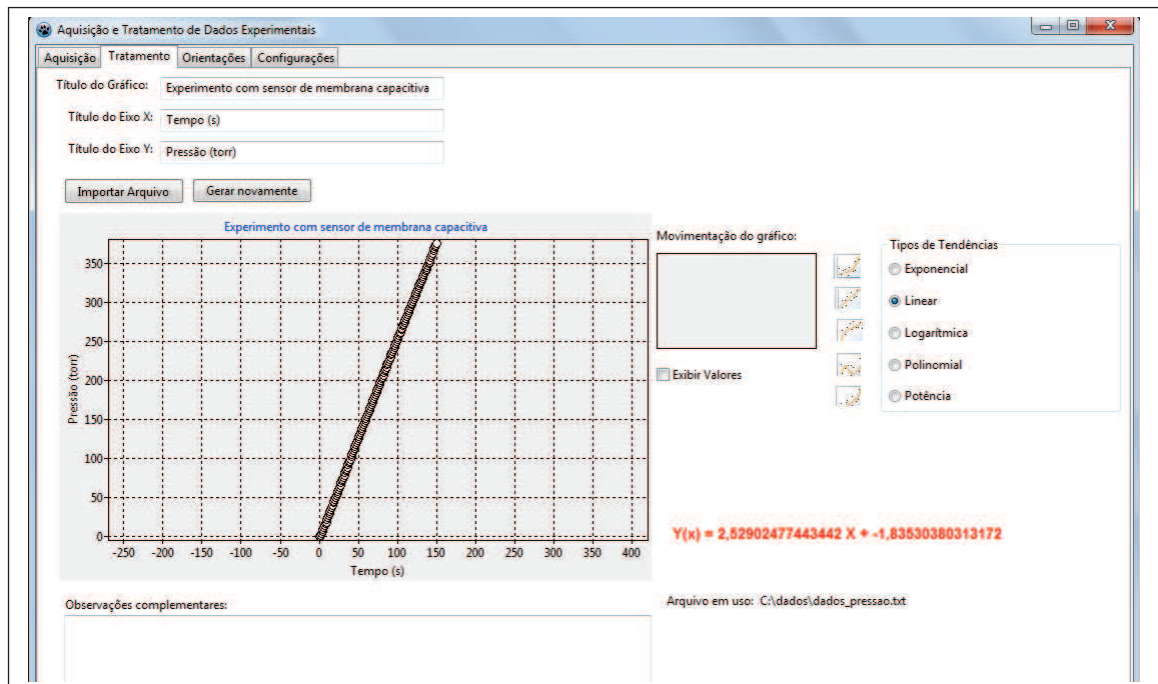 Aquisição e Tratamento de Dados Experimentais
Aquisição Tratamento Orientações Configurações
Título do Gráfico: Experimento com sensor de membrana capacitiva
Título do Eixo X: Tempo (s)
Título do Eixo Y: Pressão (torr)
Importar Arquivo Gerar novamente
Experimento com sensor de membrana capacitiva
Pressão (torr)
350
300
250
200
150
100
50
0
-250 -200 -150 -100 -50 0 50 100 150 200 250 300 350 400
Tempo (s)
Movimentação do gráfico:
Exibir Valores
Tipos de Tendências
Exponencial
Linear
Logarítmica
Polinomial
Potência
Y(x) = 2,52902477443442 X + -1,83530380313172
Observações complementares:
Arquivo em uso: C:\dados\dados_pressao.txt